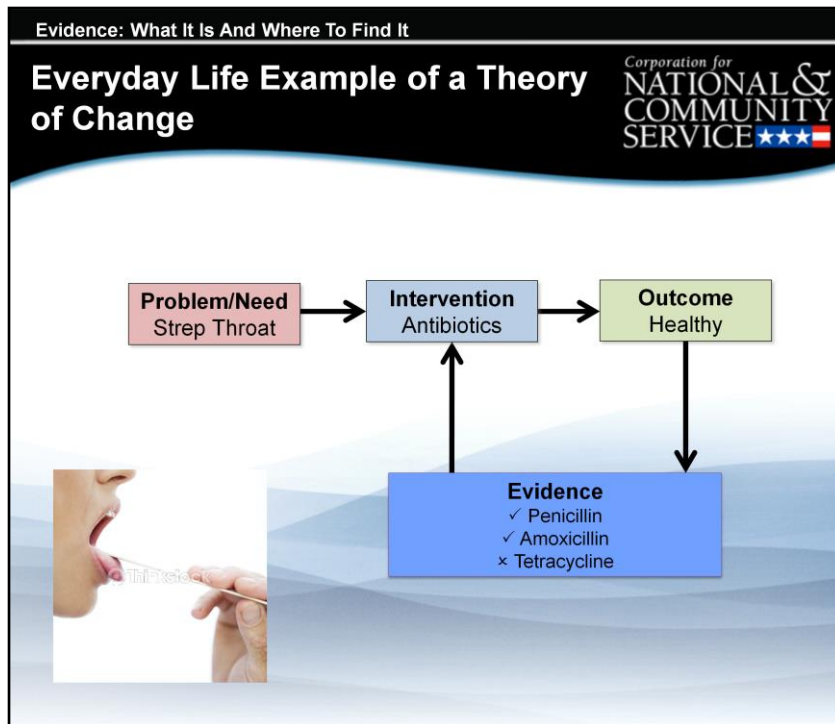 Evidence: What It Is And Where To Find It
Everyday Life Example of a Theory
of Change
Corporation for
NATIONAL &
COMMUNITY
SERVICE
Problem/Need
Strep Throat
Intervention
Antibiotics
Outcome
Healthy
Evidence
✓ Penicillin
✓ Amoxicillin
× Tetracycline
Thinkstock